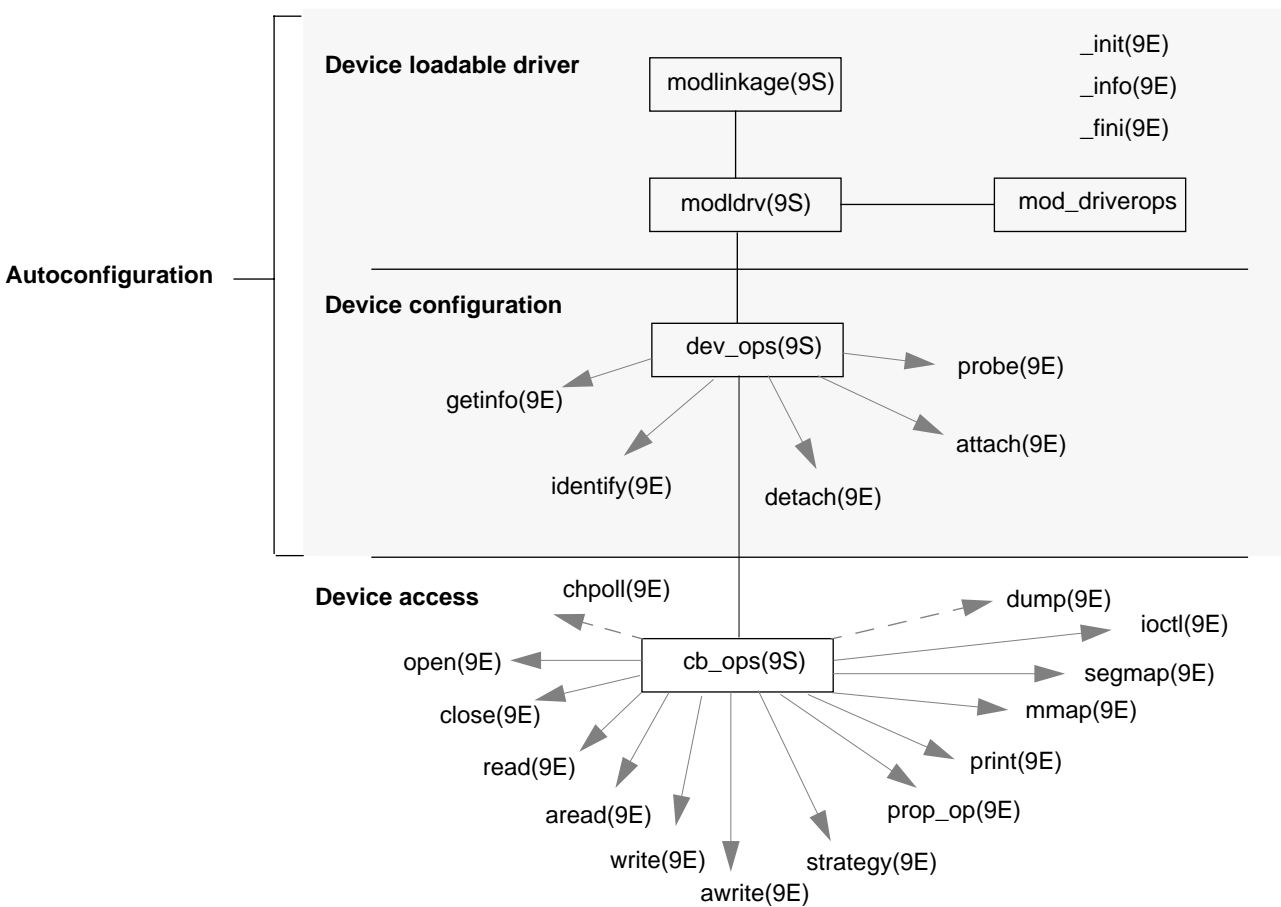 Device loadable driver
modlinkage(9S)
_init(9E)
_info(9E)
_fini(9E)
modldrv(9S)
mod_driverops
Autoconfiguration
Device configuration
dev_ops(9S)
probe(9E)
getinfo(9E)
attach(9E)
identify(9E)
detach(9E)
Device access
chpoll(9E)
dump(9E)
ioctl(9E)
open(9E)
cb_ops(9S)
segmap(9E)
close(9E)
mmap(9E)
read(9E)
print(9E)
aread(9E)
prop_op(9E)
write(9E)
strategy(9E)
awrite(9E)